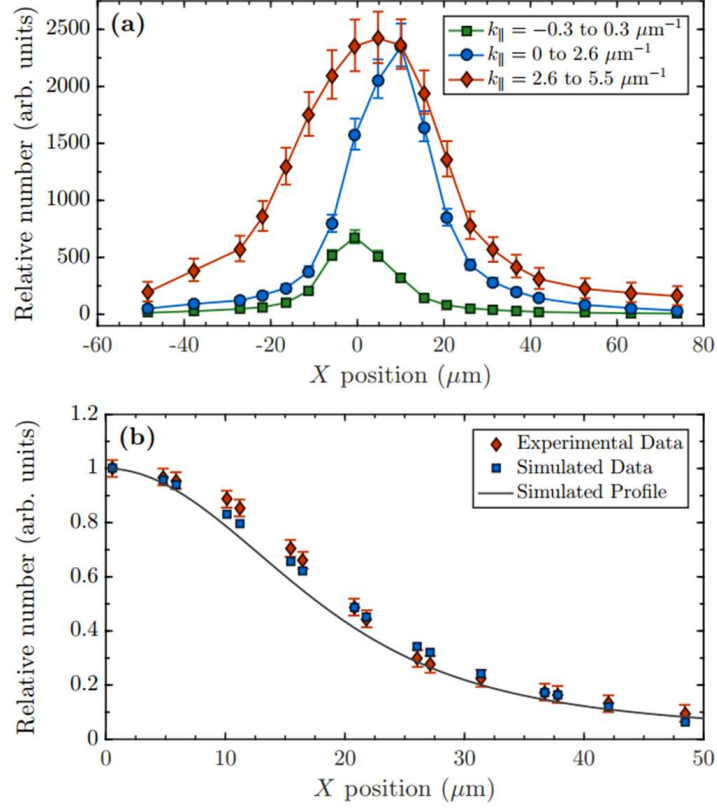 (a)
k∥ = −0.3 to 0.3 μm⁻¹
k∥ = 0 to 2.6 μm⁻¹
k∥ = 2.6 to 5.5 μm⁻¹
Relative number (arb. units)
2500
2000
1500
1000
500
0
-60 -40 -20 0 20 40 60 80
X position (μm)
(b)
Experimental Data
Simulated Data
Simulated Profile
Relative number (arb. units)
1.2
1
0.8
0.6
0.4
0.2
0
0 10 20 30 40 50
X position (μm)